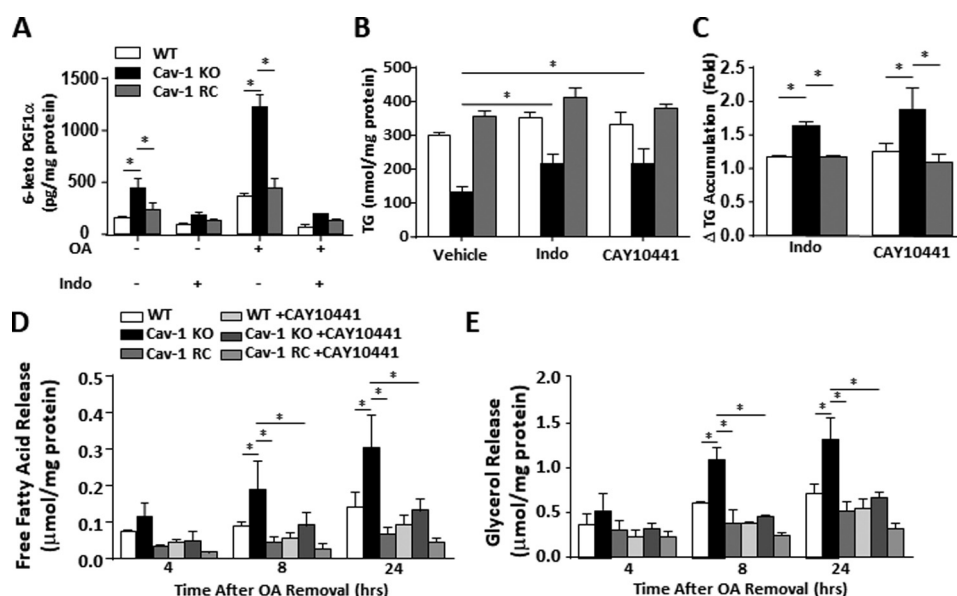 A
WT
Cav-1 KO
Cav-1 RC
6-keto PGF1α
(pg/mg protein)
1500
1000
500
0
* * * *
OA - - + +
Indo - + - +
B
TG (nmol/mg protein)
500
400
300
200
100
0
* *
Vehicle Indo CAY10441
C
Δ TG Accumulation (Fold)
2.5
2.0
1.5
1.0
0.5
0.0
* * * *
Indo CAY10441
D
WT WT +CAY10441
Cav-1 KO Cav-1 KO +CAY10441
Cav-1 RC Cav-1 RC +CAY10441
Free Fatty Acid Release
(μmol/mg protein)
0.5
0.4
0.3
0.2
0.1
0.0
* * * * * *
4 8 24
Time After OA Removal (hrs)
E
Glycerol Release
(μmol/mg protein)
2.0
1.5
1.0
0.5
0.0
* * * * * *
4 8 24
Time After OA Removal (hrs)